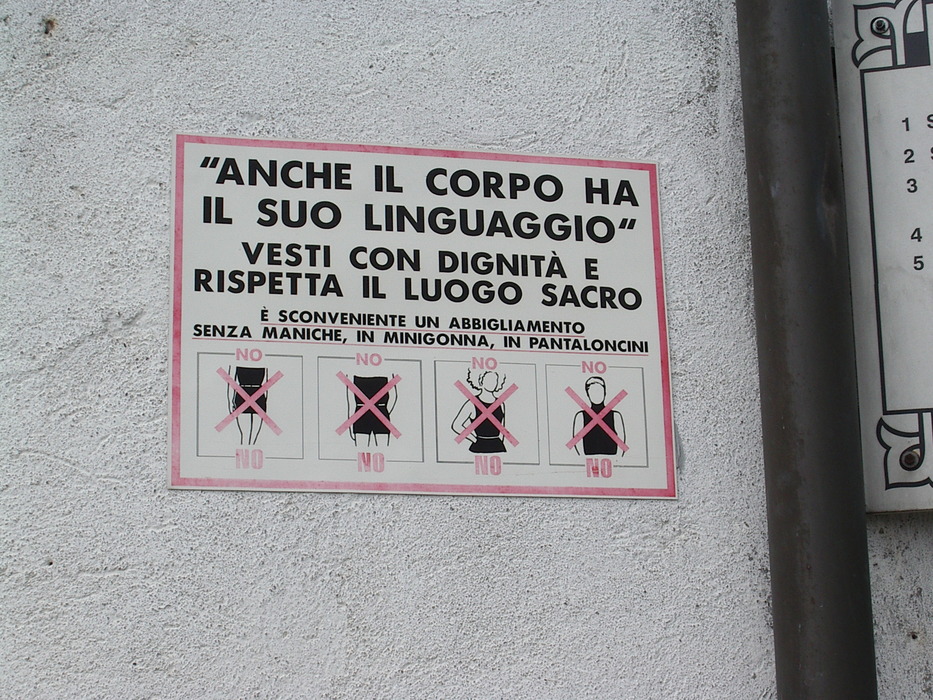 "ANCHE IL CORPO HA
IL SUO LINGUAGGIO"
VESTI CON DIGNITÀ E
RISPETTA IL LUOGO SACRO
È SCONVENIENTE UN ABBIGLIAMENTO
SENZA MANICHE, IN MINIGONNA, IN PANTALONCINI
NO NO NO NO
NO NO NO NO
1 S
2 S
3
4
5